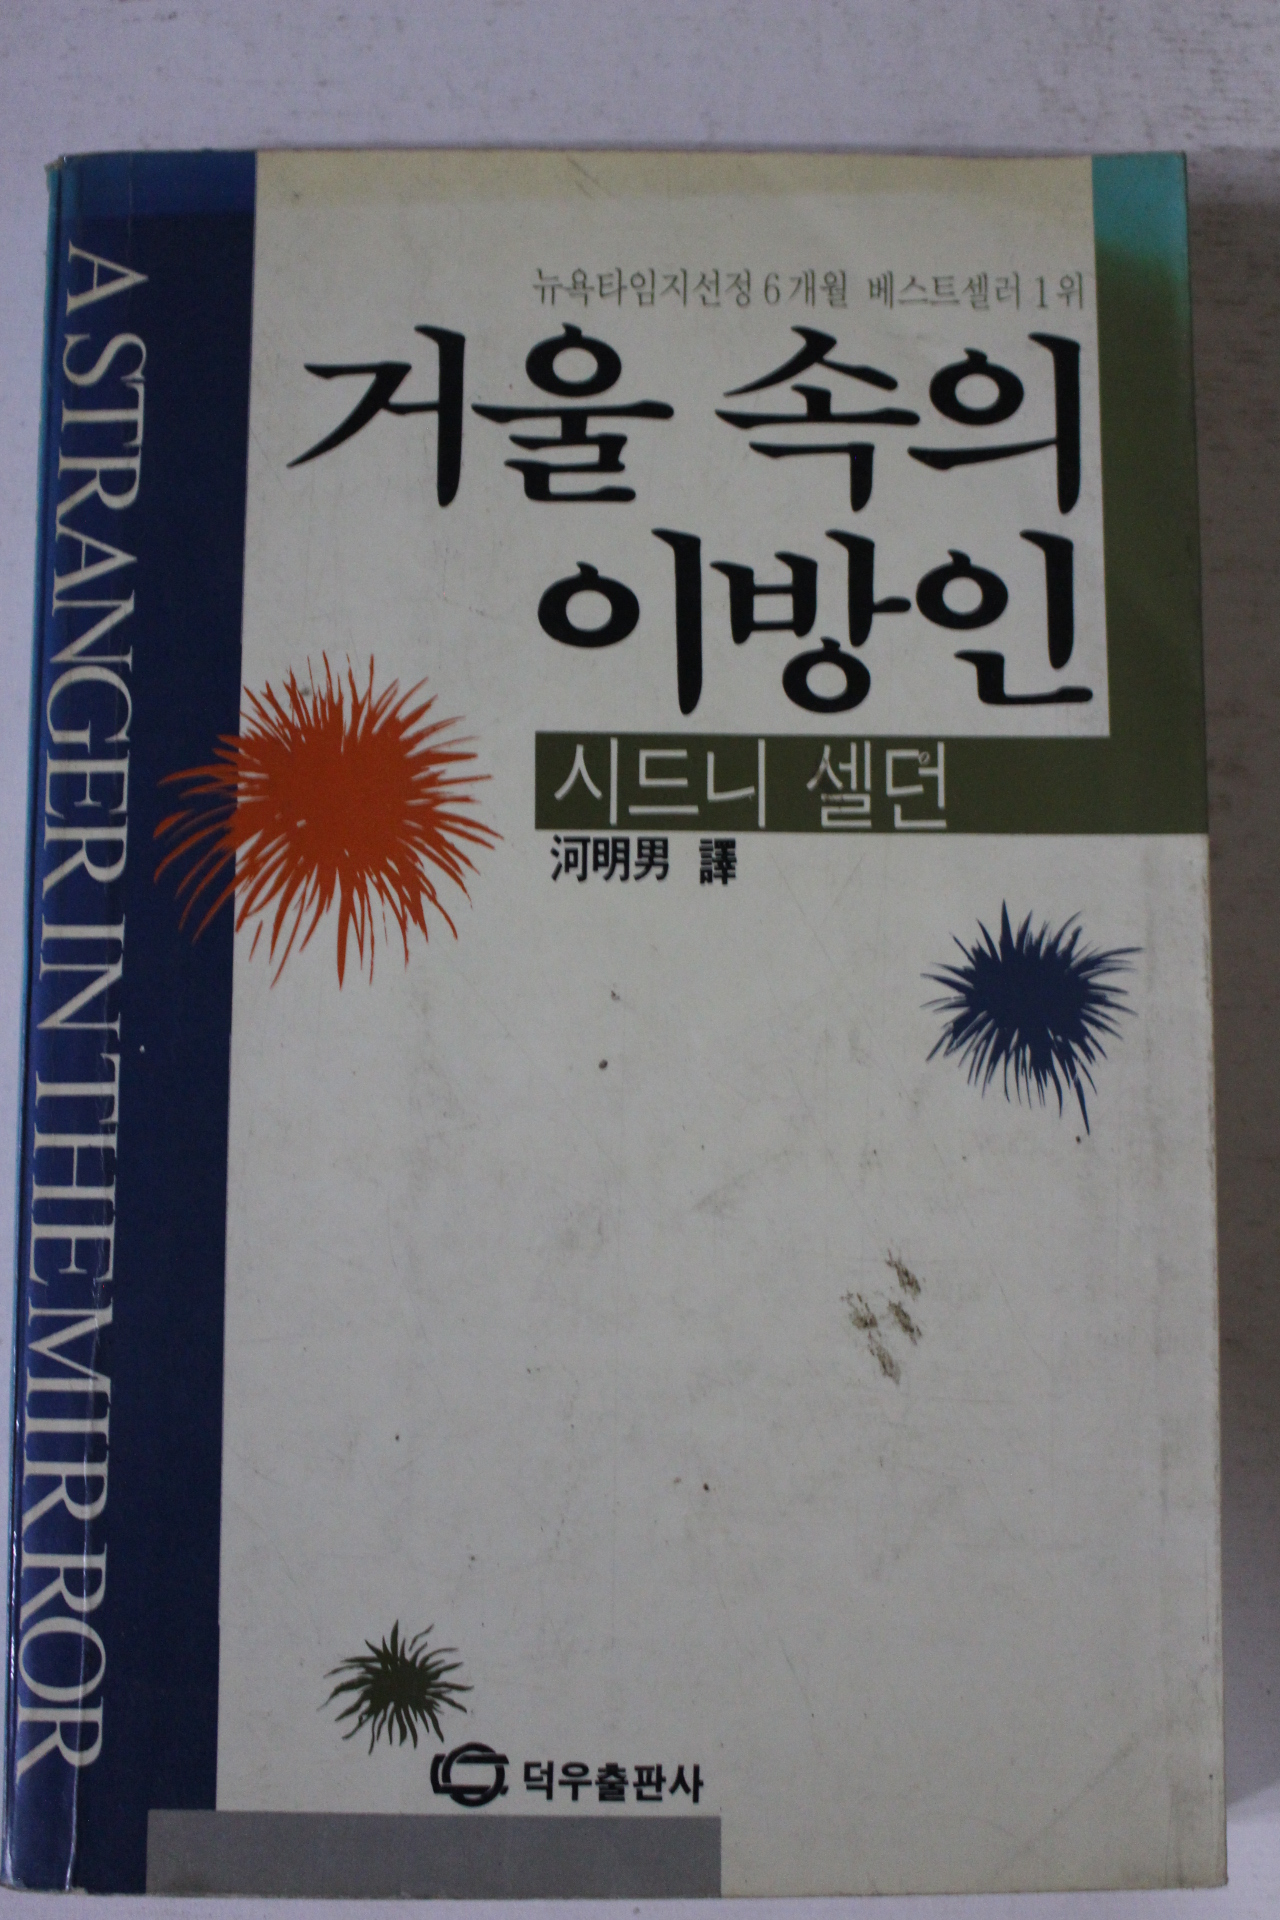 뉴욕타임지선정 6개월 베스트셀러 1위
거울 속의
이방인
시드니 셀던
河明男 譯
A STRANGER IN THE MIRROR
덕우출판사